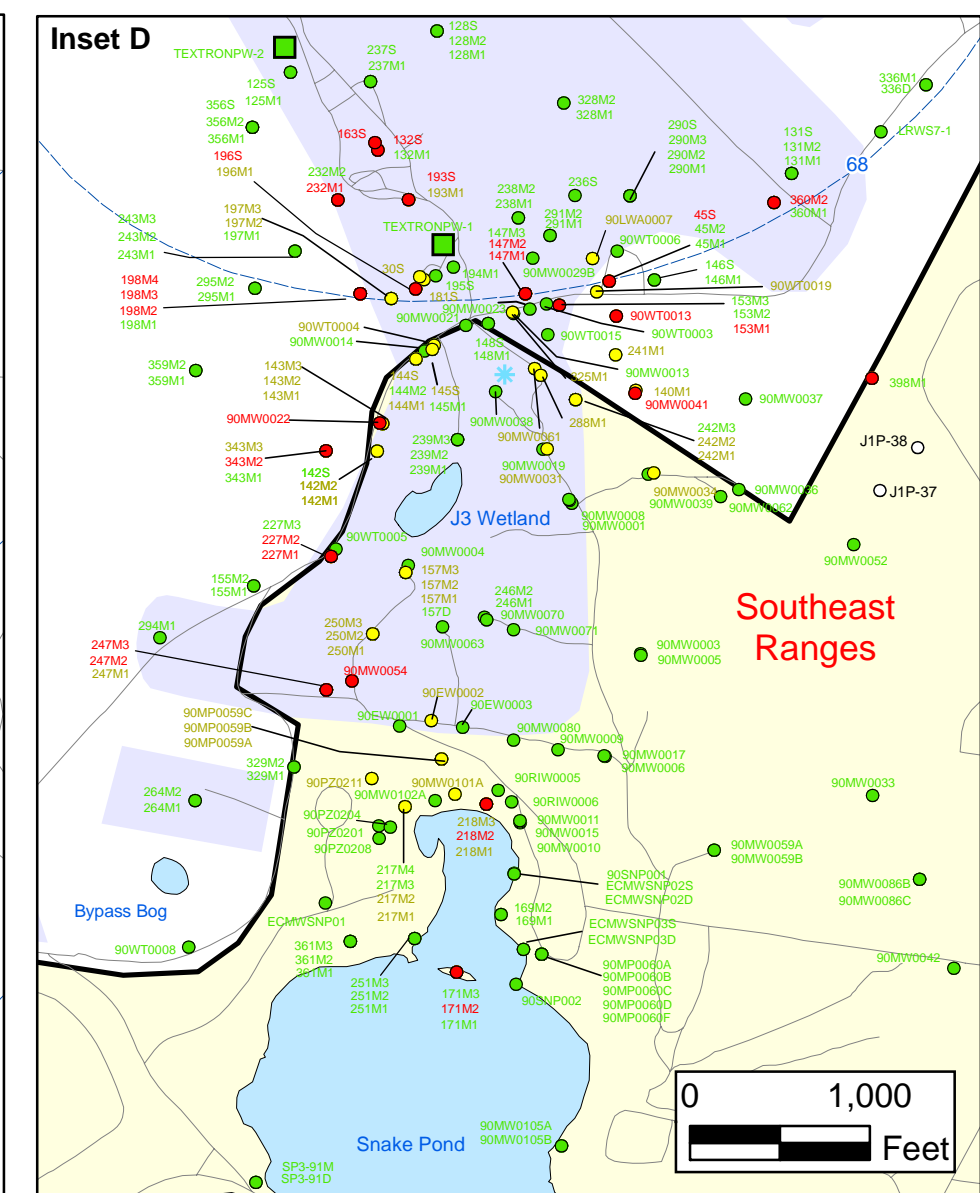 Inset D
TEXTRONPW-2
128S
128M2
128M1
237S
237M1
125S
125M1
356S
356M2
356M1
163S
132S
132M1
328M2
328M1
336M1
336D
LRWS7-1
290S
290M3
290M2
290M1
131S
131M2
131M1
68
196S
196M1
232M2
232M1
193S
193M1
238M2
238M1
236S
360M2
360M1
197M3
197M2
197M1
243M3
243M2
243M1
TEXTRONPW-1
147M3
147M2
147M1
291M2
291M1
90LWA0007
45S
45M2
45M1
90WT0006
30S
194M1
195S
181S
90MW0029B
146S
146M1
90WT0019
198M4
198M3
198M2
198M1
295M2
295M1
90MW0023
90MW0021
90WT0013
153M3
153M2
153M1
90WT0004
90MW0014
148S
148M1
90WT0015
90WT0003
359M2
359M1
143M3
143M2
143M1
144S
144M2
144M1
145S
145M1
225M1
241M1
90MW0013
140M1
90MW0041
398M1
90MW0037
90MW0022
90MW0038
288M1
343M3
343M2
343M1
142S
142M2
142M1
239M3
239M2
239M1
90MW0061
90MW0019
90MW0031
242M3
242M2
242M1
J1P-38
J1P-37
90MW0034
90MW0039
90MW0036
90MW0062
J3 Wetland
90MW0008
90MW0001
227M3
227M2
227M1
90WT0005
90MW0004
90MW0052
155M2
155M1
157M3
157M2
157M1
157D
246M2
246M1
90MW0070
90MW0071
Southeast
Ranges
294M1
250M3
250M2
250M1
90MW0063
90MW0003
90MW0005
247M3
247M2
247M1
90MW0054
90EW0002
90EW0003
90EW0001
90MP0059C
90MP0059B
90MP0059A
90MW0080
90MW0009
90MW0017
90MW0006
329M2
329M1
90PZ0211
90MW0101A
90MW0102A
90RIW0005
90RIW0006
264M2
264M1
90PZ0204
90PZ0201
90PZ0208
218M3
218M2
218M1
90MW0011
90MW0015
90MW0010
90MW0033
90MW0059A
90MW0059B
217M4
217M3
217M2
217M1
90SNP001
ECMWSNP02S
ECMWSNP02D
90MW0086B
90MW0086C
Bypass Bog
ECMWSNP01
169M2
169M1
ECMWSNP03S
ECMWSNP03D
90WT0008
361M3
361M2
361M1
251M3
251M2
251M1
171M3
171M2
171M1
90SNP002
90MP0060A
90MP0060B
90MP0060C
90MP0060D
90MP0060F
90MW0042
0 1,000
Feet
Snake Pond
90MW0105A
90MW0105B
SP3-91M
SP3-91D